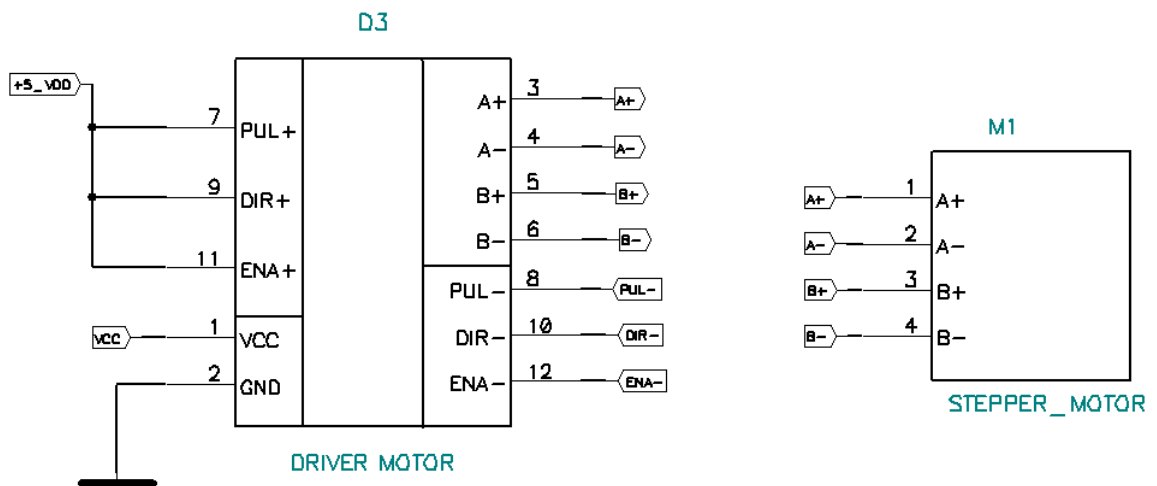 D3
+5_VDD
7
PUL+
9
DIR+
11
ENA+
1
VCC
VCC
2
GND
A+
3
A+
A-
4
A-
B+
5
B+
B-
6
B-
PUL-
8
PUL-
DIR-
10
DIR-
ENA-
12
ENA-
DRIVER MOTOR
M1
A+
1
A+
A-
2
A-
B+
3
B+
B-
4
B-
STEPPER_MOTOR